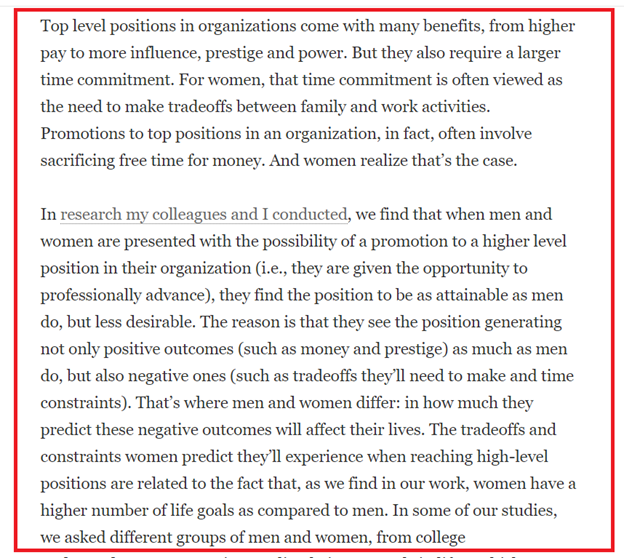 Top level positions in organizations come with many benefits, from higher
pay to more influence, prestige and power. But they also require a larger
time commitment. For women, that time commitment is often viewed as
the need to make tradeoffs between family and work activities.
Promotions to top positions in an organization, in fact, often involve
sacrificing free time for money. And women realize that’s the case.
In research my colleagues and I conducted, we find that when men and
women are presented with the possibility of a promotion to a higher level
position in their organization (i.e., they are given the opportunity to
professionally advance), they find the position to be as attainable as men
do, but less desirable. The reason is that they see the position generating
not only positive outcomes (such as money and prestige) as much as men
do, but also negative ones (such as tradeoffs they’ll need to make and time
constraints). That’s where men and women differ: in how much they
predict these negative outcomes will affect their lives. The tradeoffs and
constraints women predict they’ll experience when reaching high-level
positions are related to the fact that, as we find in our work, women have a
higher number of life goals as compared to men. In some of our studies,
we asked different groups of men and women, from college